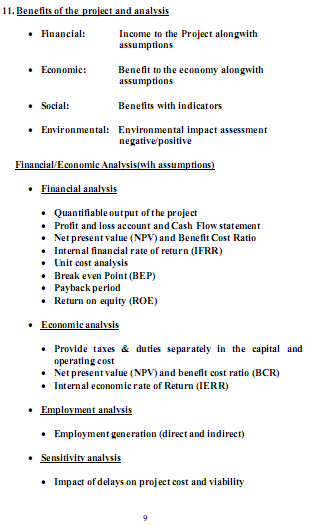 11. Benefits of the project and analysis
• Financial: Income to the Project alongwith
assumptions
• Economic: Benefit to the economy alongwith
assumptions
• Social: Benefits with indicators
• Environmental: Environmental impact assessment
negative/positive
Financial/Economic Analysis(wih assumptions)
• Financial analysis
• Quantifiable output of the project
• Profit and loss account and Cash Flow statement
• Net present value (NPV) and Benefit Cost Ratio
• Internal financial rate of return (IFRR)
• Unit cost analysis
• Break even Point (BEP)
• Payback period
• Return on equity (ROE)
• Economic analysis
• Provide taxes & duties separately in the capital and
operating cost
• Net present value (NPV) and benefit cost ratio (BCR)
• Internal economic rate of Return (IERR)
• Employment analysis
• Employment generation (direct and indirect)
• Sensitivity analysis
• Impact of delays on project cost and viability
9